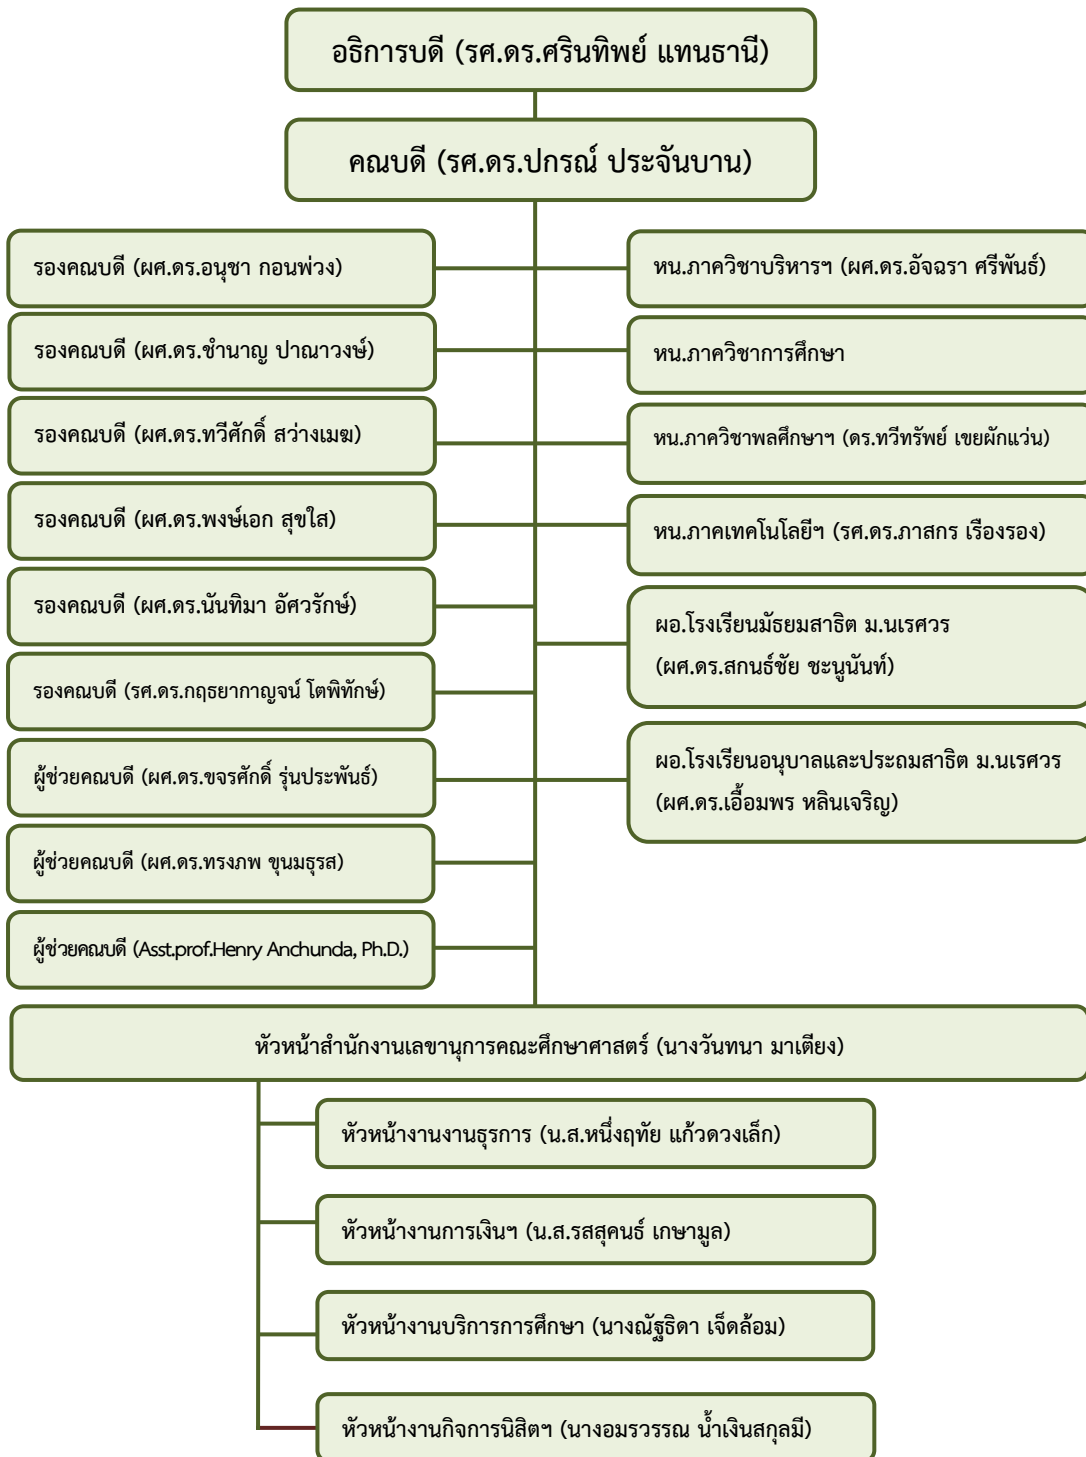 อธิการบดี (รศ.ดร.ศรินทิพย์ แทนธานี)
คณบดี (รศ.ดร.ปกรณ์ ประจันบาน)
รองคณบดี (ผศ.ดร.อนุชา กอนพ่วง)
รองคณบดี (ผศ.ดร.ชำนาญ ปาณาวงษ์)
รองคณบดี (ผศ.ดร.ทวีศักดิ์ สว่างเมฆ)
รองคณบดี (ผศ.ดร.พงษ์เอก สุขใส)
รองคณบดี (ผศ.ดร.นันทิมา อัศวรักษ์)
รองคณบดี (รศ.ดร.กฤธยากาญจน์ โตพิทักษ์)
ผู้ช่วยคณบดี (ผศ.ดร.ขจรศักดิ์ รุ่นประพันธ์)
ผู้ช่วยคณบดี (ผศ.ดร.ทรงภพ ขุนมธุรส)
ผู้ช่วยคณบดี (Asst.prof.Henry Anchunda, Ph.D.)
หน.ภาควิชาบริหารฯ (ผศ.ดร.อัจฉรา ศรีพันธ์)
หน.ภาควิชาการศึกษา
หน.ภาควิชาพลศึกษาฯ (ดร.ทวีทรัพย์ เขยผักแว่น)
หน.ภาคเทคโนโลยีฯ (รศ.ดร.ภาสกร เรืองรอง)
ผอ.โรงเรียนมัธยมสาธิต ม.นเรศวร
(ผศ.ดร.สกนธ์ชัย ชะนูนันท์)
ผอ.โรงเรียนอนุบาลและประถมสาธิต ม.นเรศวร
(ผศ.ดร.เอื้อมพร หลินเจริญ)
หัวหน้าสำนักงานเลขานุการคณะศึกษาศาสตร์ (นางวันทนา มาเตียง)
หัวหน้างานงานธุรการ (น.ส.หนึ่งฤทัย แก้วดวงเล็ก)
หัวหน้างานการเงินฯ (น.ส.รสสุคนธ์ เกษามูล)
หัวหน้างานบริการการศึกษา (นางณัฐธิดา เจ็ดล้อม)
หัวหน้างานกิจการนิสิตฯ (นางอมรวรรณ น้ำเงินสกุลมี)